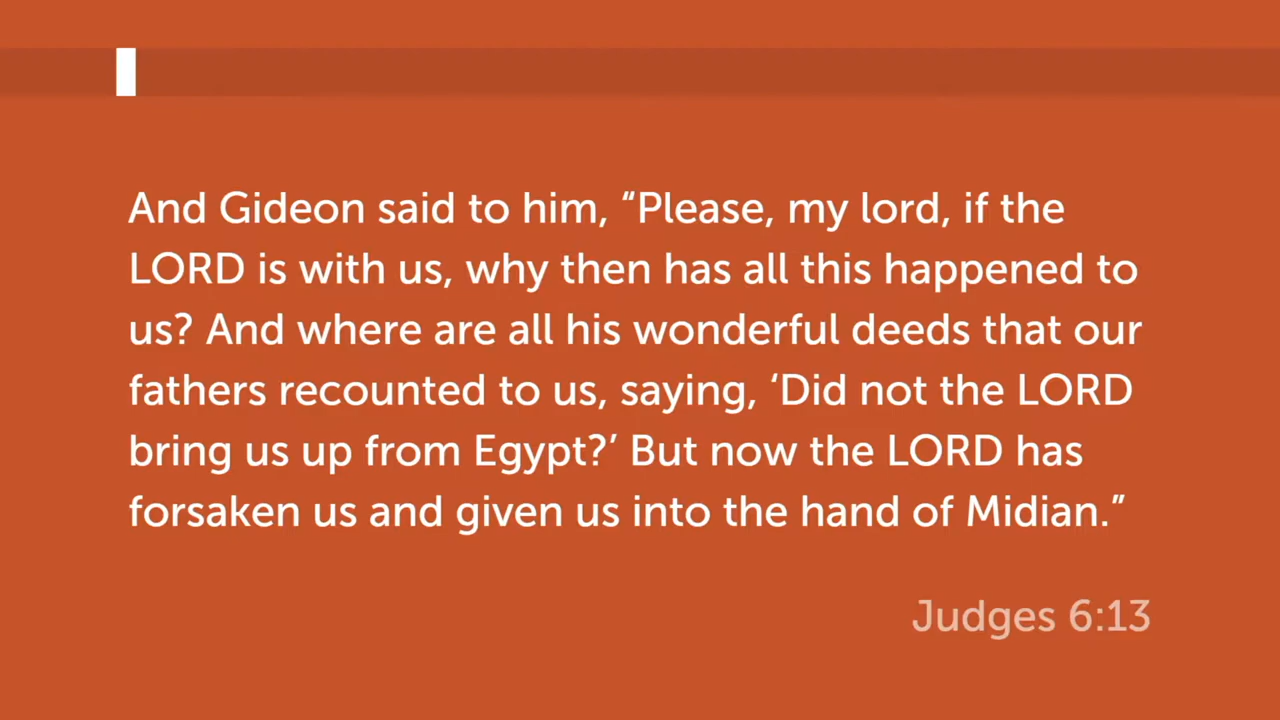 And Gideon said to him, “Please, my lord, if the
LORD is with us, why then has all this happened to
us? And where are all his wonderful deeds that our
fathers recounted to us, saying, ‘Did not the LORD
bring us up from Egypt?’ But now the LORD has
forsaken us and given us into the hand of Midian.”
Judges 6:13